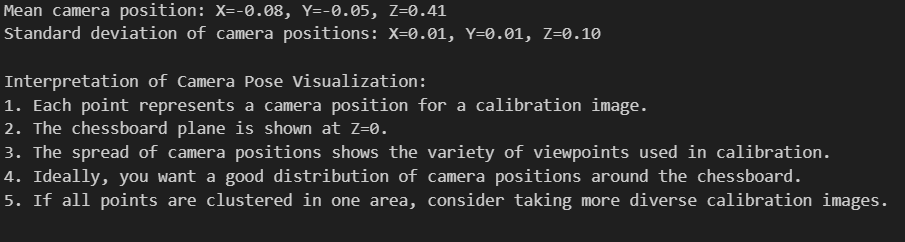 Mean camera position: X=-0.08, Y=-0.05, Z=0.41
Standard deviation of camera positions: X=0.01, Y=0.01, Z=0.10
Interpretation of Camera Pose Visualization:
1. Each point represents a camera position for a calibration image.
2. The chessboard plane is shown at Z=0.
3. The spread of camera positions shows the variety of viewpoints used in calibration.
4. Ideally, you want a good distribution of camera positions around the chessboard.
5. If all points are clustered in one area, consider taking more diverse calibration images.